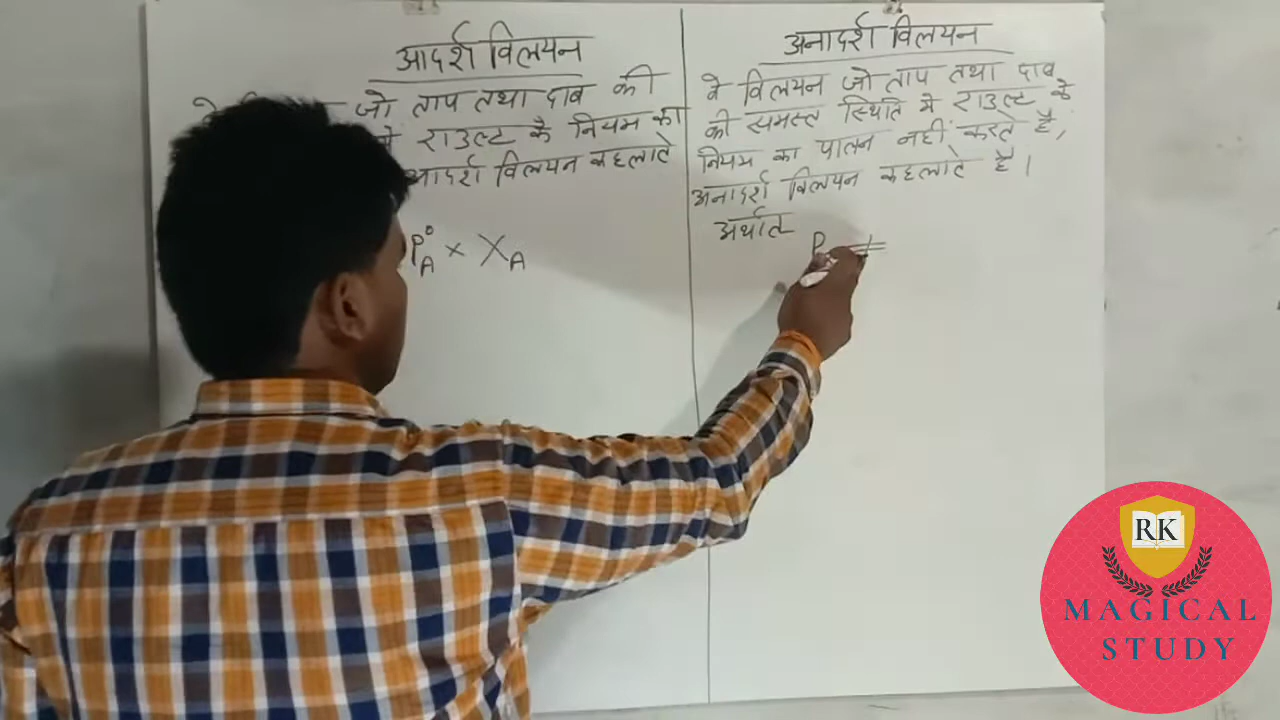 आदर्श विलयन
जो ताप तथा दाब की
राउल्ट के नियम का
आदर्श विलयन कहलाते
P°A × XA
अनादर्श विलयन
वे विलयन जो ताप तथा दाब
की समस्त स्थिति मे राउल्ट के
नियम का पालन नहीं करते है,
अनादर्श विलयन कहलाते है।
अर्थात
P ≠
RK
MAGICAL
STUDY